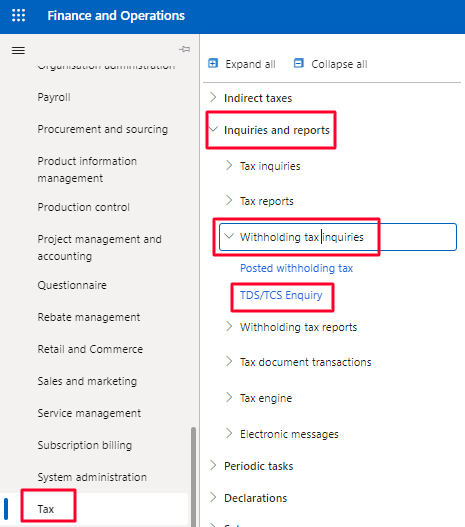 Finance and Operations
Organisation administration
Payroll
Procurement and sourcing
Product information
management
Production control
Project management and
accounting
Questionnaire
Rebate management
Retail and Commerce
Sales and marketing
Service management
Subscription billing
System administration
Tax
Expand all
Collapse all
Indirect taxes
Inquiries and reports
Tax inquiries
Tax reports
Withholding tax inquiries
Posted withholding tax
TDS/TCS Enquiry
Withholding tax reports
Tax document transactions
Tax engine
Electronic messages
Periodic tasks
Declarations